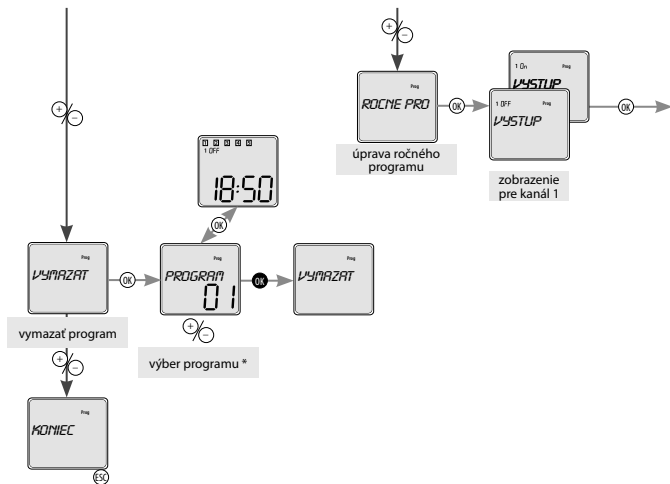 + −
+ −
Prog
ROCNE PRO
OK
1 On Prog
VYSTUP
1 OFF Prog
VYSTUP
OK
úprava ročného
programu
zobrazenie
pre kanál 1
1 2 3 4 5
1 OFF
18:50
OK
Prog
VYMAZAT
OK
Prog
PROGRAM
01
OK
Prog
VYMAZAT
vymazať program
+ −
výber programu *
+ −
Prog
KONIEC
ESC